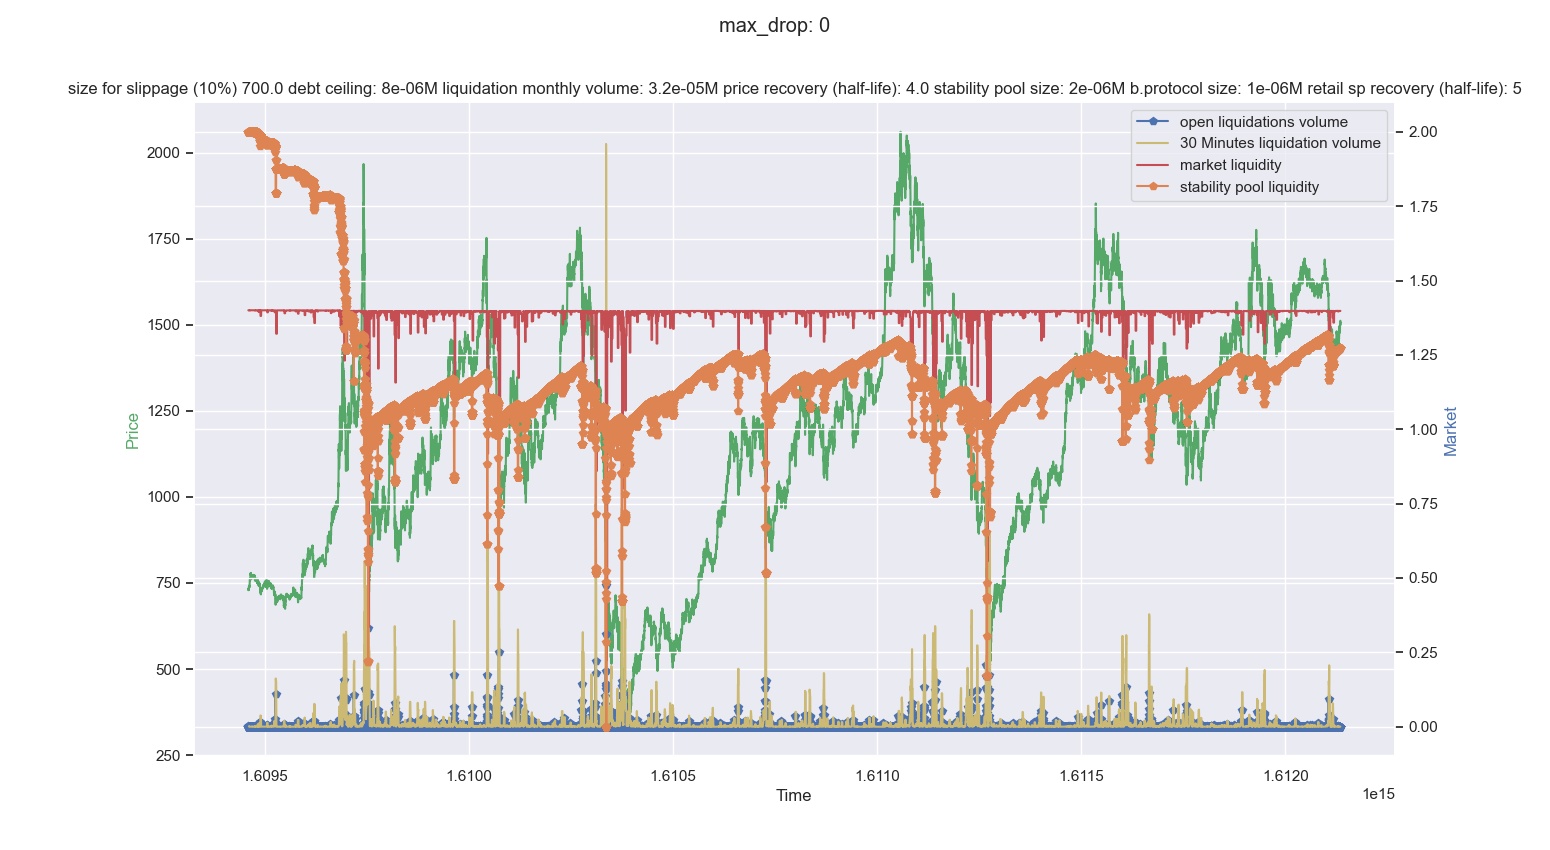 max_drop: 0
size for slippage (10%) 700.0 debt ceiling: 8e-06M liquidation monthly volume: 3.2e-05M price recovery (half-life): 4.0 stability pool size: 2e-06M b.protocol size: 1e-06M retail sp recovery (half-life): 5
open liquidations volume
30 Minutes liquidation volume
market liquidity
stability pool liquidity
2000
1750
1500
1250
1000
750
500
250
Price
2.00
1.75
1.50
1.25
1.00
0.75
0.50
0.25
0.00
Market
1.6095 1.6100 1.6105 1.6110 1.6115 1.6120
Time
1e15